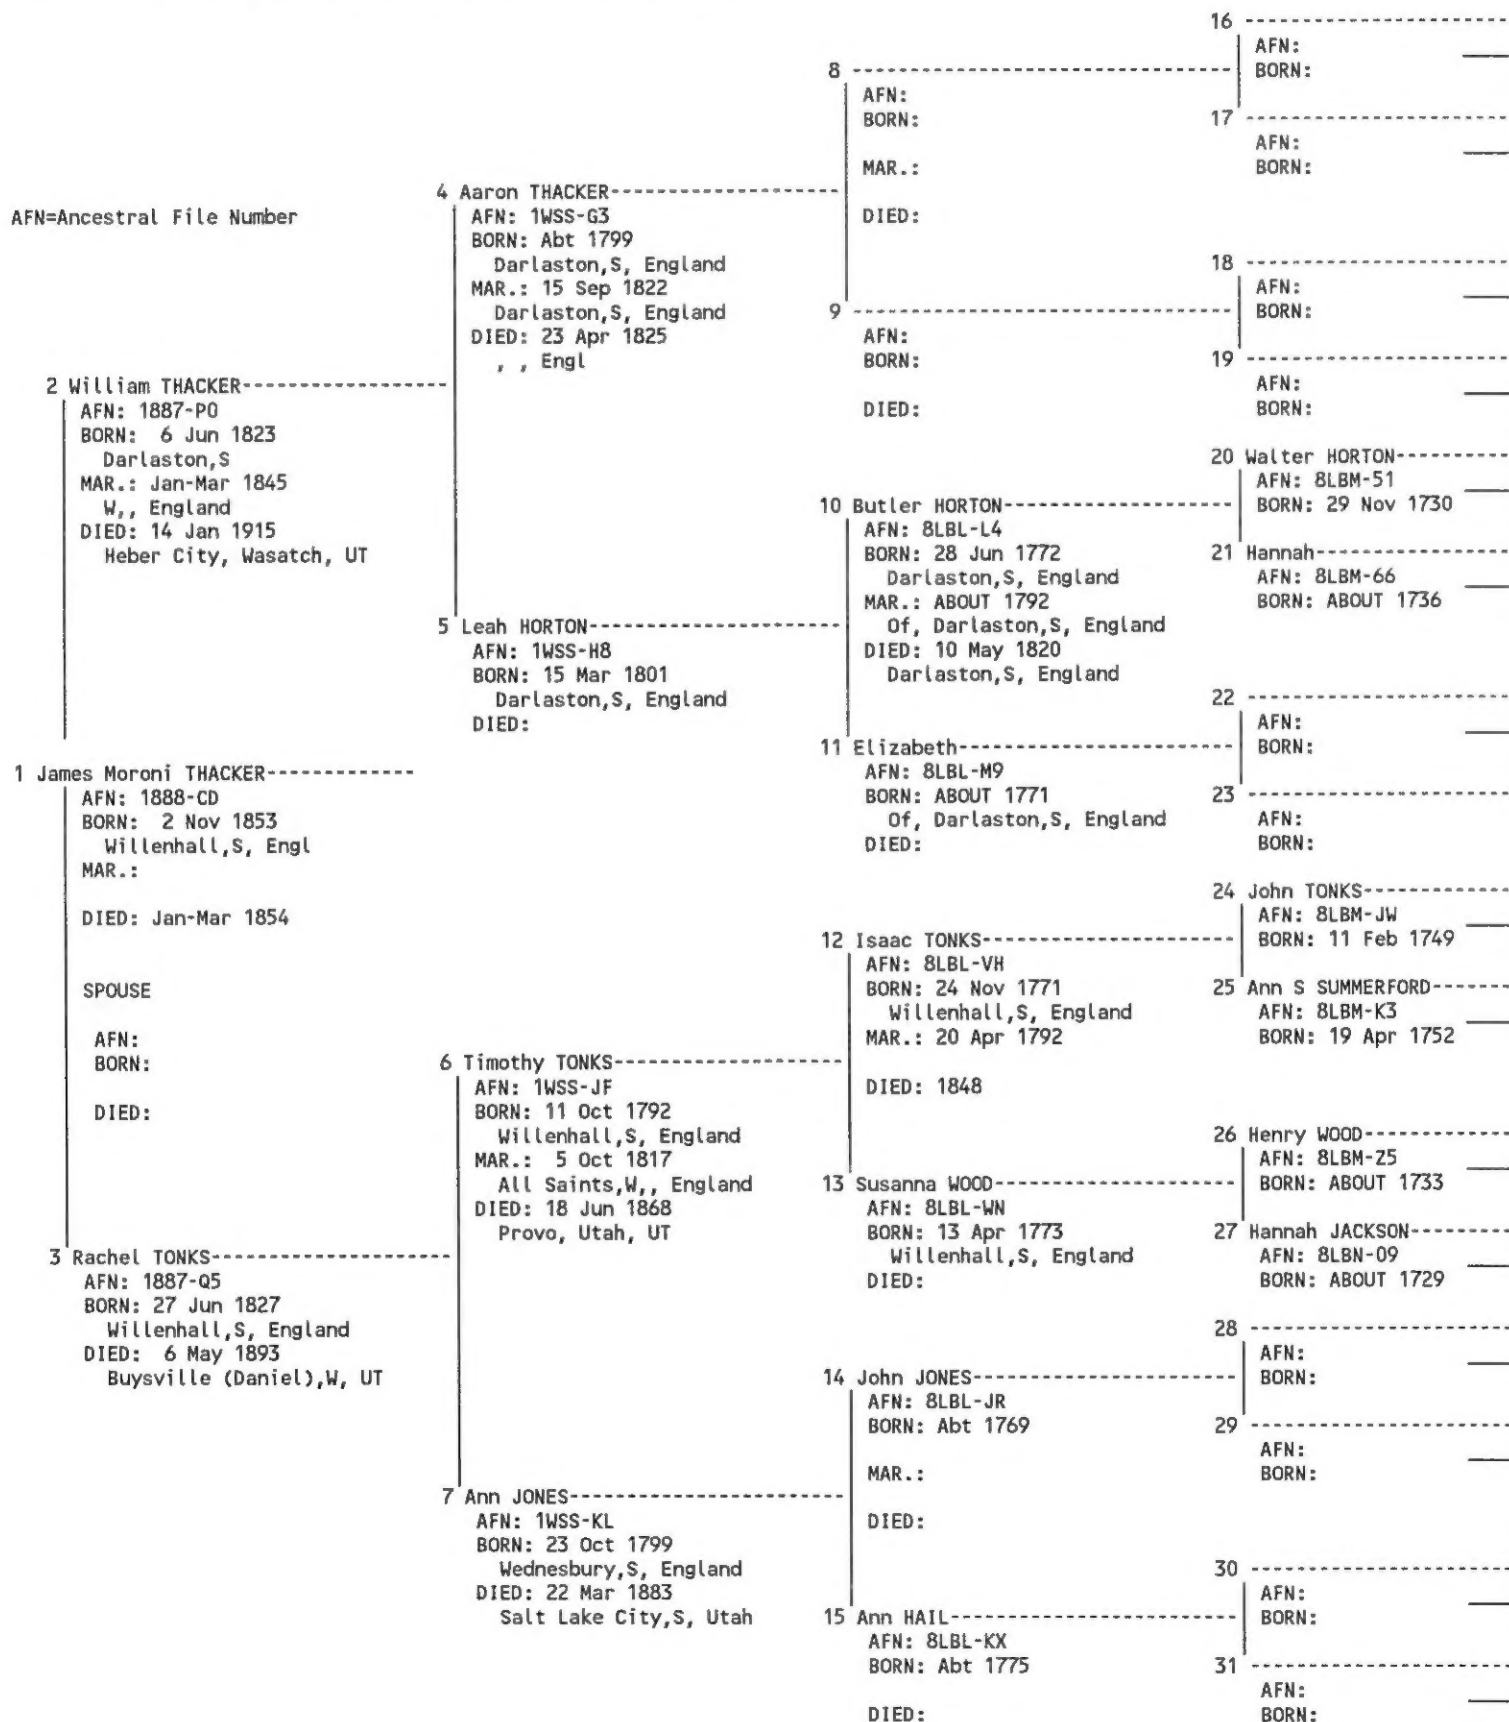 AFN=Ancestral File Number
1 James Moroni THACKER------------
AFN: 1888-CD
BORN:  2 Nov 1853
Willenhall,S, Engl
MAR.:
DIED: Jan-Mar 1854
SPOUSE
AFN:
BORN:
DIED:
2 William THACKER-----------------
AFN: 1887-P0
BORN:  6 Jun 1823
Darlaston,S
MAR.: Jan-Mar 1845
W,, England
DIED: 14 Jan 1915
Heber City, Wasatch, UT
3 Rachel TONKS--------------------
AFN: 1887-Q5
BORN: 27 Jun 1827
Willenhall,S, England
DIED:  6 May 1893
Buysville (Daniel),W, UT
4 Aaron THACKER-------------------
AFN: 1WSS-G3
BORN: Abt 1799
Darlaston,S, England
MAR.: 15 Sep 1822
Darlaston,S, England
DIED: 23 Apr 1825
, , Engl
5 Leah HORTON---------------------
AFN: 1WSS-H8
BORN: 15 Mar 1801
Darlaston,S, England
DIED:
6 Timothy TONKS-------------------
AFN: 1WSS-JF
BORN: 11 Oct 1792
Willenhall,S, England
MAR.:  5 Oct 1817
All Saints,W,, England
DIED: 18 Jun 1868
Provo, Utah, UT
7 Ann JONES-----------------------
AFN: 1WSS-KL
BORN: 23 Oct 1799
Wednesbury,S, England
DIED: 22 Mar 1883
Salt Lake City,S, Utah
8 --------------------------------
AFN:
BORN:
MAR.:
DIED:
9 --------------------------------
AFN:
BORN:
DIED:
10 Butler HORTON-------------------
AFN: 8LBL-L4
BORN: 28 Jun 1772
Darlaston,S, England
MAR.: ABOUT 1792
Of, Darlaston,S, England
DIED: 10 May 1820
Darlaston,S, England
11 Elizabeth-----------------------
AFN: 8LBL-M9
BORN: ABOUT 1771
Of, Darlaston,S, England
DIED:
12 Isaac TONKS---------------------
AFN: 8LBL-VH
BORN: 24 Nov 1771
Willenhall,S, England
MAR.: 20 Apr 1792
DIED: 1848
13 Susanna WOOD--------------------
AFN: 8LBL-WN
BORN: 13 Apr 1773
Willenhall,S, England
DIED:
14 John JONES----------------------
AFN: 8LBL-JR
BORN: Abt 1769
MAR.:
DIED:
15 Ann HAIL------------------------
AFN: 8LBL-KX
BORN: Abt 1775
DIED:
16 ----------------------
AFN:
BORN:
17 ----------------------
AFN:
BORN:
18 ----------------------
AFN:
BORN:
19 ----------------------
AFN:
BORN:
20 Walter HORTON---------
AFN: 8LBM-51
BORN: 29 Nov 1730
21 Hannah----------------
AFN: 8LBM-66
BORN: ABOUT 1736
22 ----------------------
AFN:
BORN:
23 ----------------------
AFN:
BORN:
24 John TONKS------------
AFN: 8LBM-JW
BORN: 11 Feb 1749
25 Ann S SUMMERFORD------
AFN: 8LBM-K3
BORN: 19 Apr 1752
26 Henry WOOD------------
AFN: 8LBM-Z5
BORN: ABOUT 1733
27 Hannah JACKSON--------
AFN: 8LBN-09
BORN: ABOUT 1729
28 ----------------------
AFN:
BORN:
29 ----------------------
AFN:
BORN:
30 ----------------------
AFN:
BORN:
31 ----------------------
AFN:
BORN: